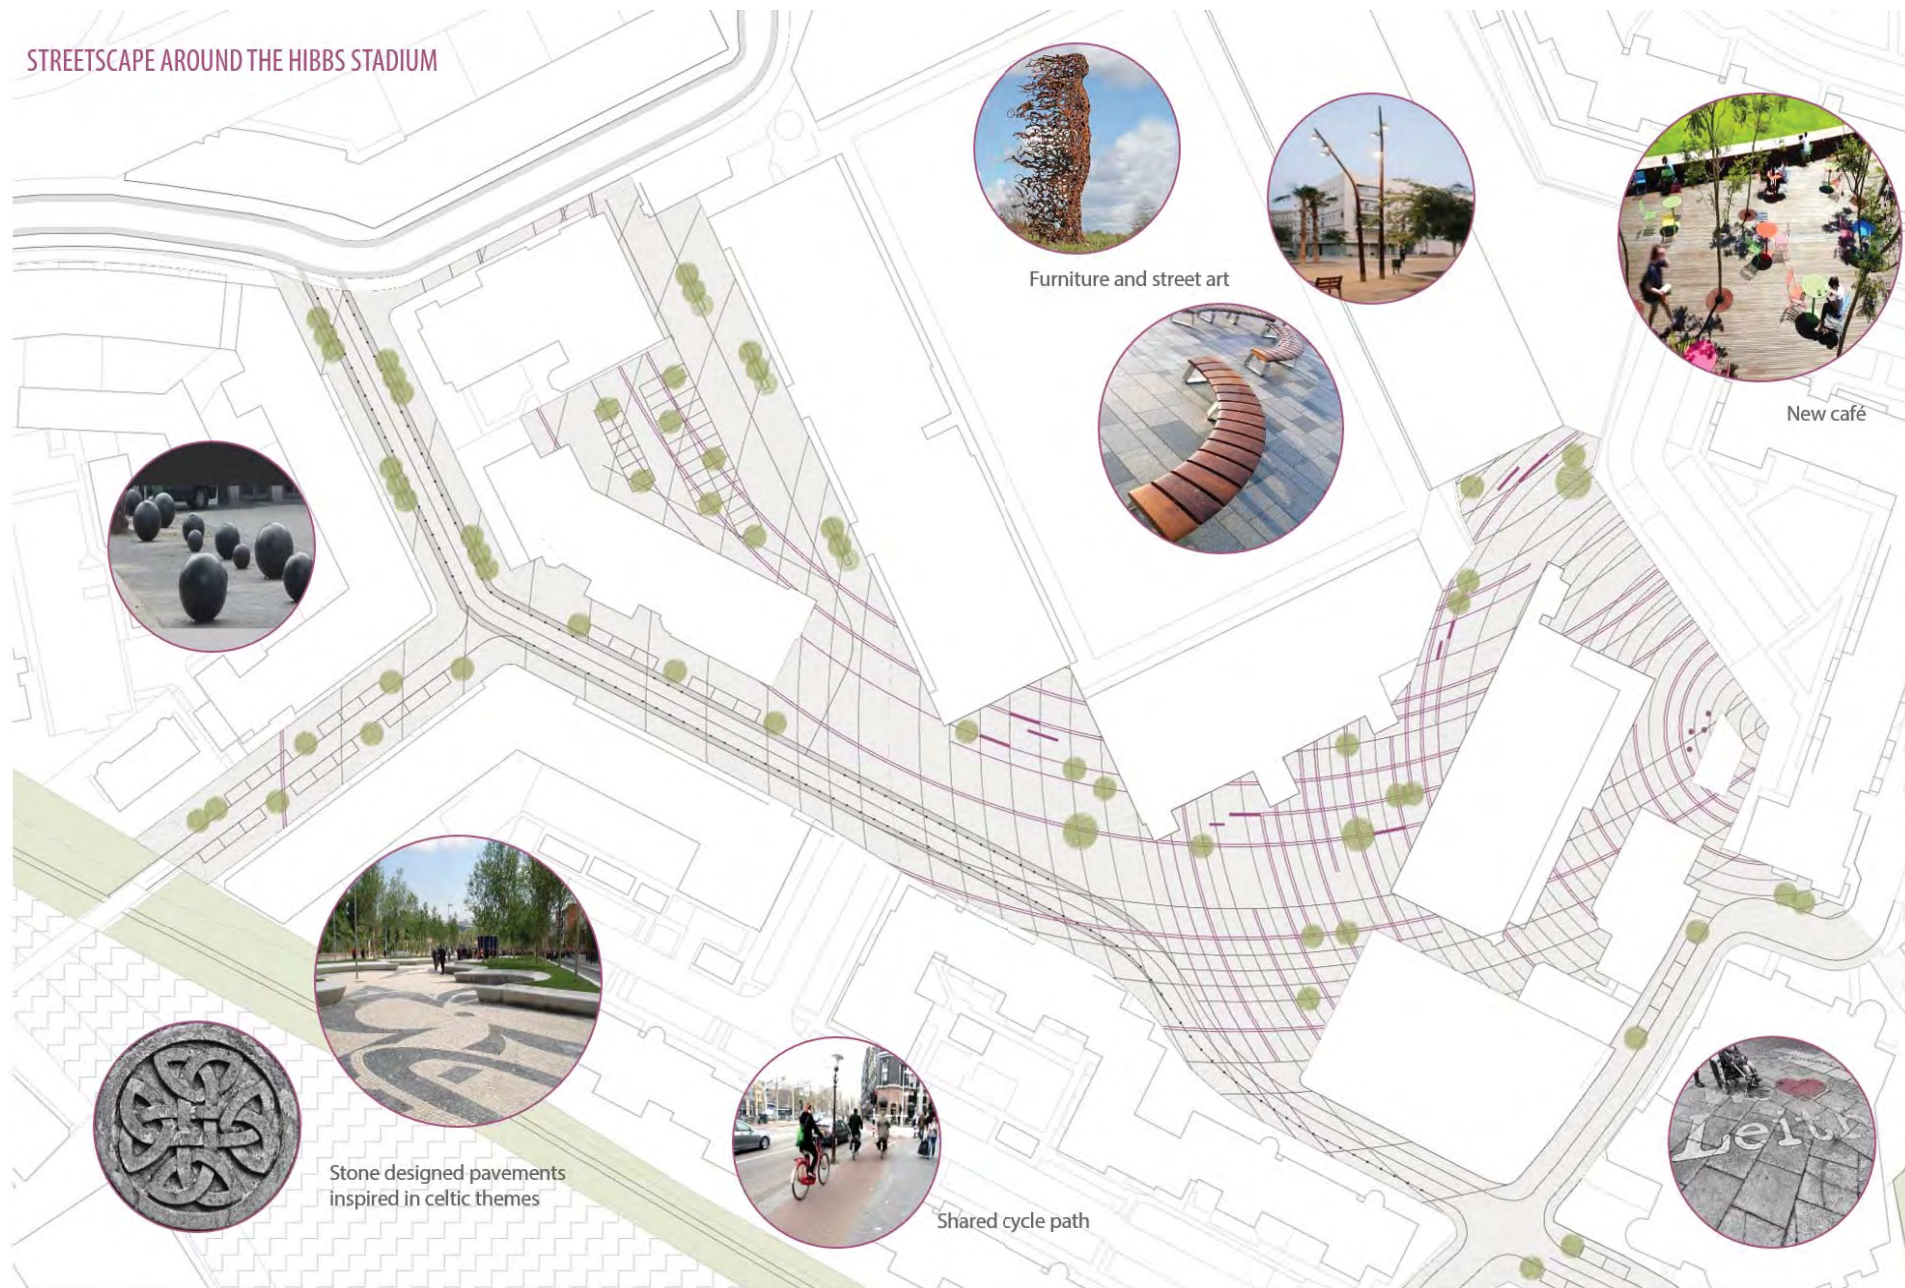 STREETSCAPE AROUND THE HIBBS STADIUM
Furniture and street art
New café
Stone designed pavements
inspired in celtic themes
Shared cycle path
Leith